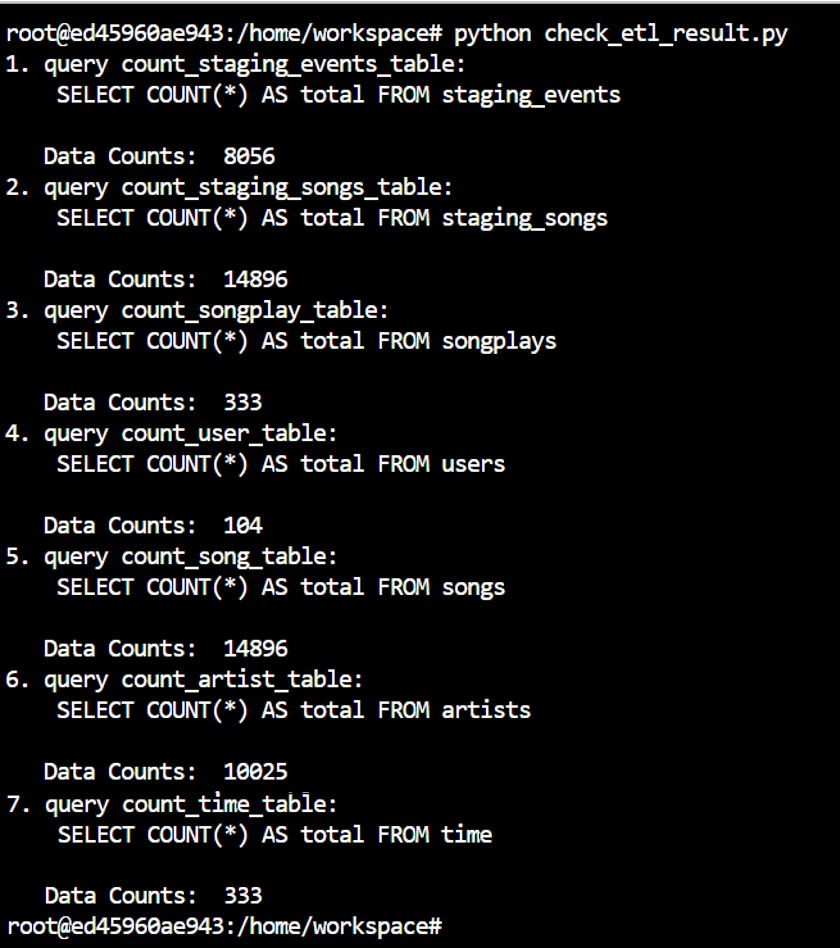 root@ed45960ae943:/home/workspace# python check_etl_result.py
1. query count_staging_events_table:
    SELECT COUNT(*) AS total FROM staging_events
   Data Counts:  8056
2. query count_staging_songs_table:
    SELECT COUNT(*) AS total FROM staging_songs
   Data Counts:  14896
3. query count_songplay_table:
    SELECT COUNT(*) AS total FROM songplays
   Data Counts:  333
4. query count_user_table:
    SELECT COUNT(*) AS total FROM users
   Data Counts:  104
5. query count_song_table:
    SELECT COUNT(*) AS total FROM songs
   Data Counts:  14896
6. query count_artist_table:
    SELECT COUNT(*) AS total FROM artists
   Data Counts:  10025
7. query count_time_table:
    SELECT COUNT(*) AS total FROM time
   Data Counts:  333
root@ed45960ae943:/home/workspace#